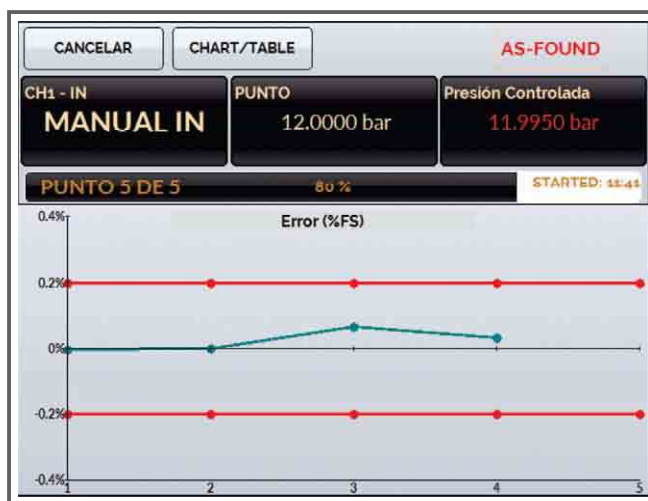 CANCELAR
CHART/TABLE
AS-FOUND
CH1 - IN
MANUAL IN
PUNTO
12.0000 bar
Presión Controlada
11.9950 bar
PUNTO 5 DE 5
80 %
STARTED: 11:41
Error (%FS)
0.4%
0.2%
0%
-0.2%
-0.4%
1
2
3
4
5